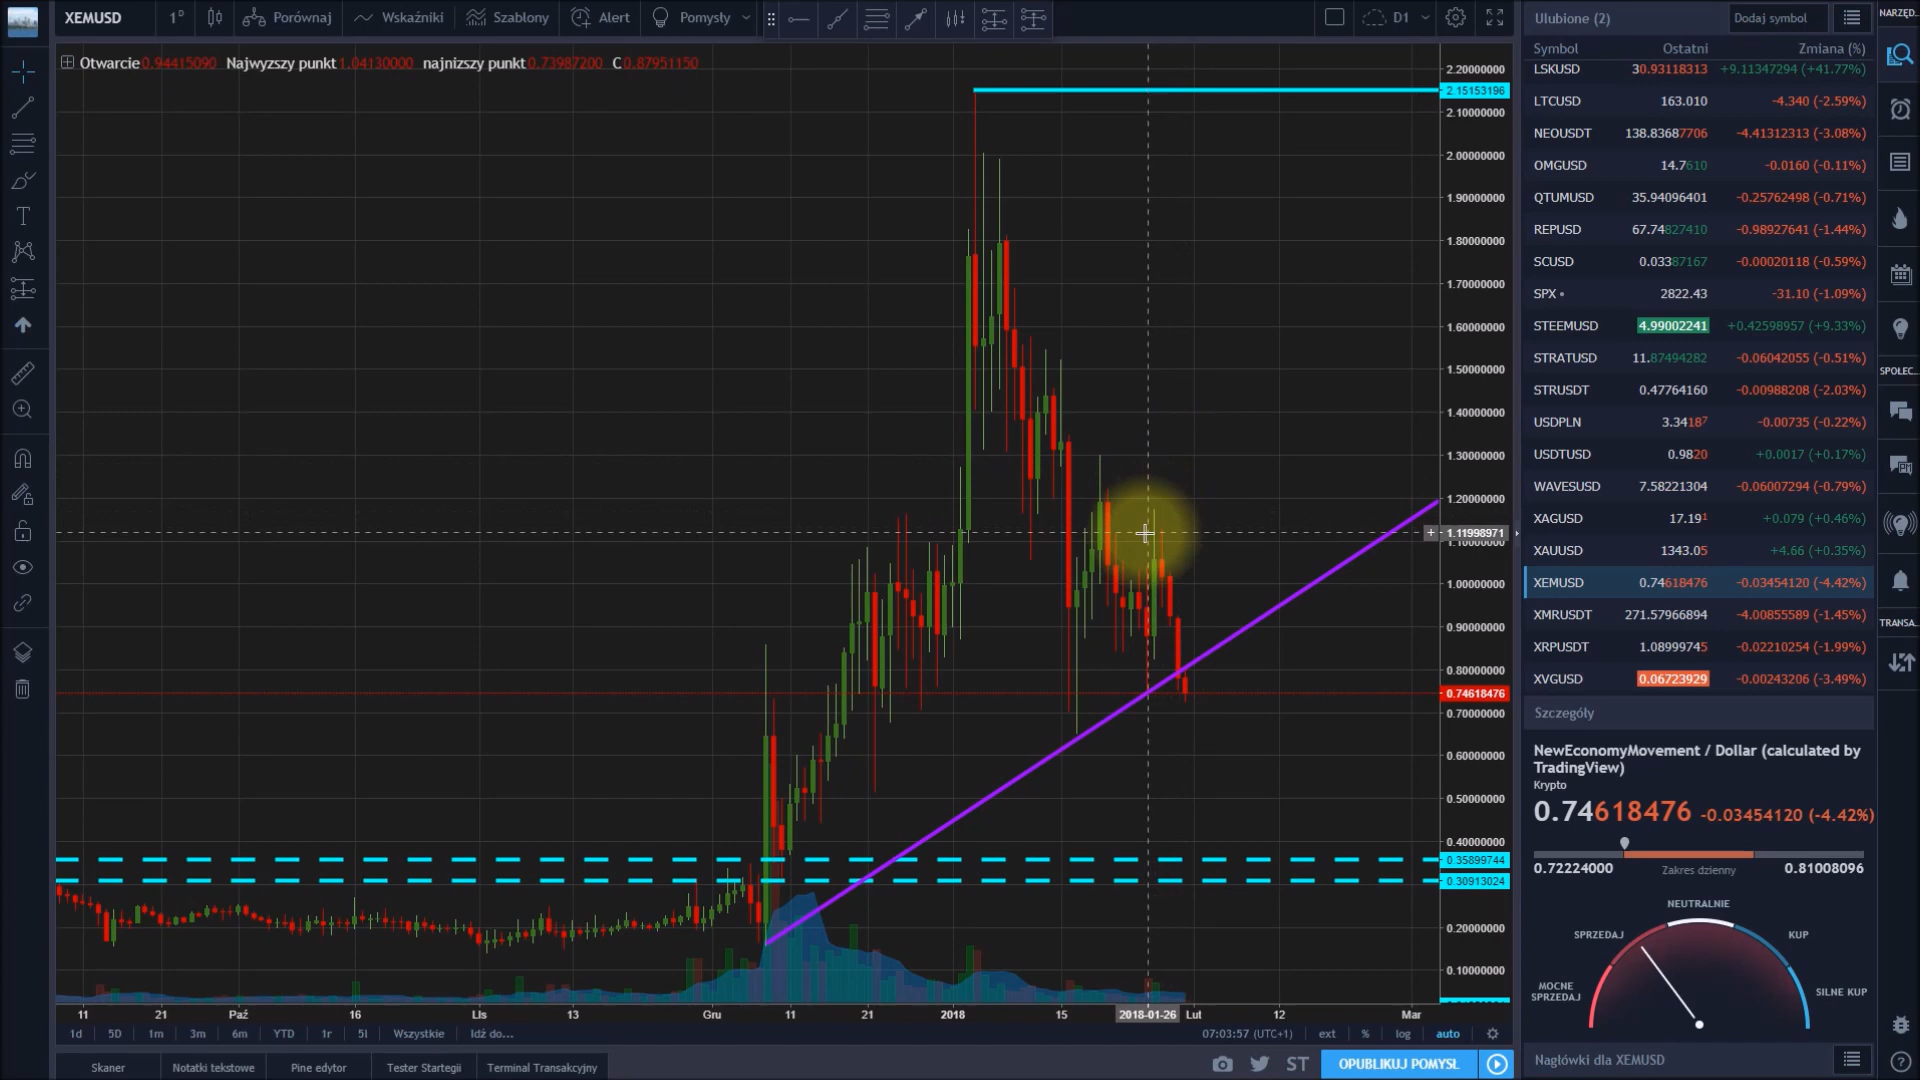 XEMUSD 1D Porównaj Wskaźniki Szablony Alert Pomysły D1
Otwarcie0.94415090 Najwyzszy punkt1.04130000 najnizszy punkt0.73987200 C0.87951150
2.20000000
2.15153196
2.10000000
2.00000000
1.90000000
1.80000000
1.70000000
1.60000000
1.50000000
1.40000000
1.30000000
1.20000000
1.11998971
1.10000000
1.00000000
0.90000000
0.80000000
0.74618476
0.70000000
0.60000000
0.50000000
0.40000000
0.35899744
0.30913024
0.20000000
0.10000000
11 21 Paź 16 LIs 13 Gru 11 21 2018 15 2018-01-26 Lut 12 Mar
1d 5D 1m 3m 6m YTD 1r 5l Wszystkie Idź do... 07:03:57 (UTC+1) ext % log auto
Skaner Notatki tekstowe Pine edytor Tester Startegii Terminal Transakcyjny ST OPUBLIKUJ POMYSŁ
Ulubione (2) Dodaj symbol
Symbol Ostatni Zmiana (%)
LSKUSD 30.93118313 +9.11347294 (+41.77%)
LTCUSD 163.010 -4.340 (-2.59%)
NEOUSDT 138.83687706 -4.41312313 (-3.08%)
OMGUSD 14.7610 -0.0160 (-0.11%)
QTUMUSD 35.94096401 -0.25762498 (-0.71%)
REPUSD 67.74827410 -0.98927641 (-1.44%)
SCUSD 0.03387167 -0.00020118 (-0.59%)
SPX 2822.43 -31.10 (-1.09%)
STEEMUSD 4.99002241 +0.42598957 (+9.33%)
STRATUSD 11.87494282 -0.06042055 (-0.51%)
STRUSDT 0.47764160 -0.00988208 (-2.03%)
USDPLN 3.34187 -0.00735 (-0.22%)
USDTUSD 0.9820 +0.0017 (+0.17%)
WAVESUSD 7.58221304 -0.06007294 (-0.79%)
XAGUSD 17.191 +0.079 (+0.46%)
XAUUSD 1343.05 +4.66 (+0.35%)
XEMUSD 0.74618476 -0.03454120 (-4.42%)
XMRUSDT 271.57966894 -4.00855589 (-1.45%)
XRPUSDT 1.08999745 -0.02210254 (-1.99%)
XVGUSD 0.06723929 -0.00243206 (-3.49%)
Szczegóły
NewEconomyMovement / Dollar (calculated by
TradingView)
Krypto
0.74618476 -0.03454120 (-4.42%)
0.72224000 Zakres dzienny 0.81008096
NEUTRALNIE
SPRZEDAJ KUP
MOCNE
SPRZEDAJ
SILNE KUP
Nagłówki dla XEMUSD
NARZĘD.
SPOŁEC...
TRANSA...